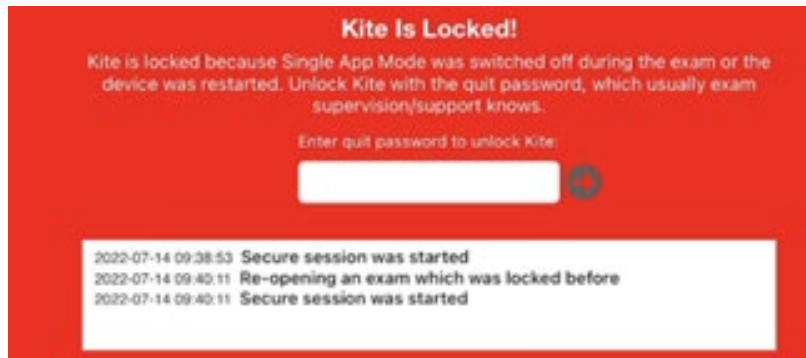 Kite Is Locked!
Kite is locked because Single App Mode was switched off during the exam or the
device was restarted. Unlock Kite with the quit password, which usually exam
supervision/support knows.
Enter quit password to unlock Kite:
2022-07-14 09:38:53 Secure session was started
2022-07-14 09:40:11 Re-opening an exam which was locked before
2022-07-14 09:40:11 Secure session was started